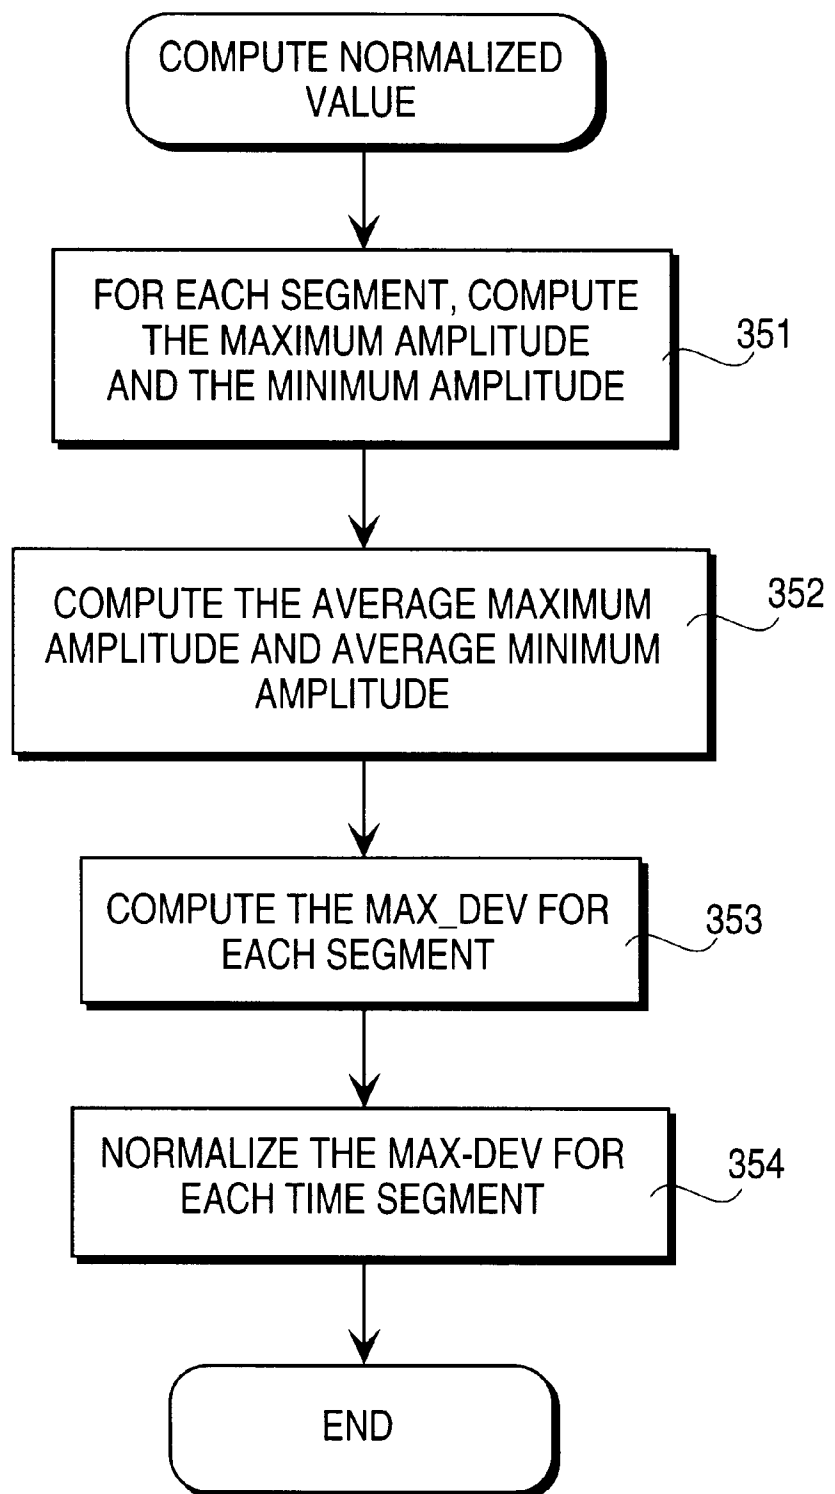 COMPUTE NORMALIZED
VALUE
FOR EACH SEGMENT, COMPUTE
THE MAXIMUM AMPLITUDE
AND THE MINIMUM AMPLITUDE
351
COMPUTE THE AVERAGE MAXIMUM
AMPLITUDE AND AVERAGE MINIMUM
AMPLITUDE
352
COMPUTE THE MAX_DEV FOR
EACH SEGMENT
353
NORMALIZE THE MAX-DEV FOR
EACH TIME SEGMENT
354
END